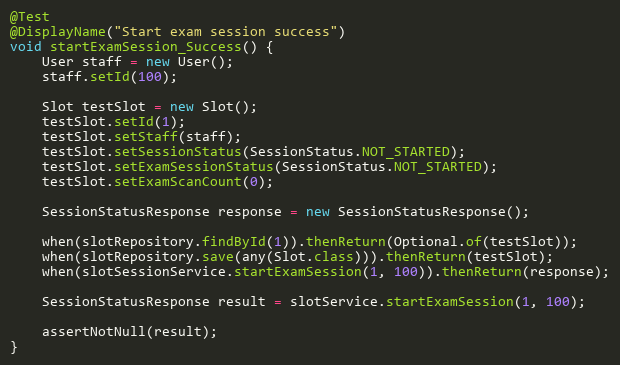 @Test
@DisplayName("Start exam session success")
void startExamSession_Success() {
    User staff = new User();
    staff.setId(100);

    Slot testSlot = new Slot();
    testSlot.setId(1);
    testSlot.setStaff(staff);
    testSlot.setSessionStatus(SessionStatus.NOT_STARTED);
    testSlot.setExamSessionStatus(SessionStatus.NOT_STARTED);
    testSlot.setExamScanCount(0);

    SessionStatusResponse response = new SessionStatusResponse();

    when(slotRepository.findById(1)).thenReturn(Optional.of(testSlot));
    when(slotRepository.save(any(Slot.class))).thenReturn(testSlot);
    when(slotSessionService.startExamSession(1, 100)).thenReturn(response);

    SessionStatusResponse result = slotService.startExamSession(1, 100);

    assertNotNull(result);
}